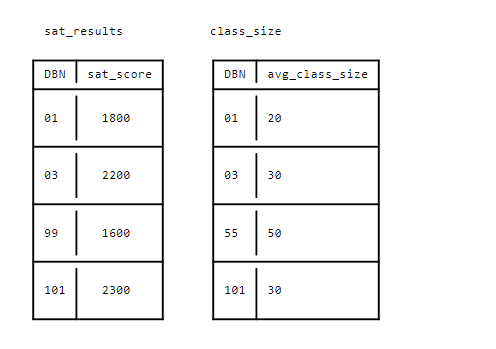 sat_results class_size
DBN sat_score DBN avg_class_size
01 1800 01 20
03 2200 03 30
99 1600 55 50
101 2300 101 30